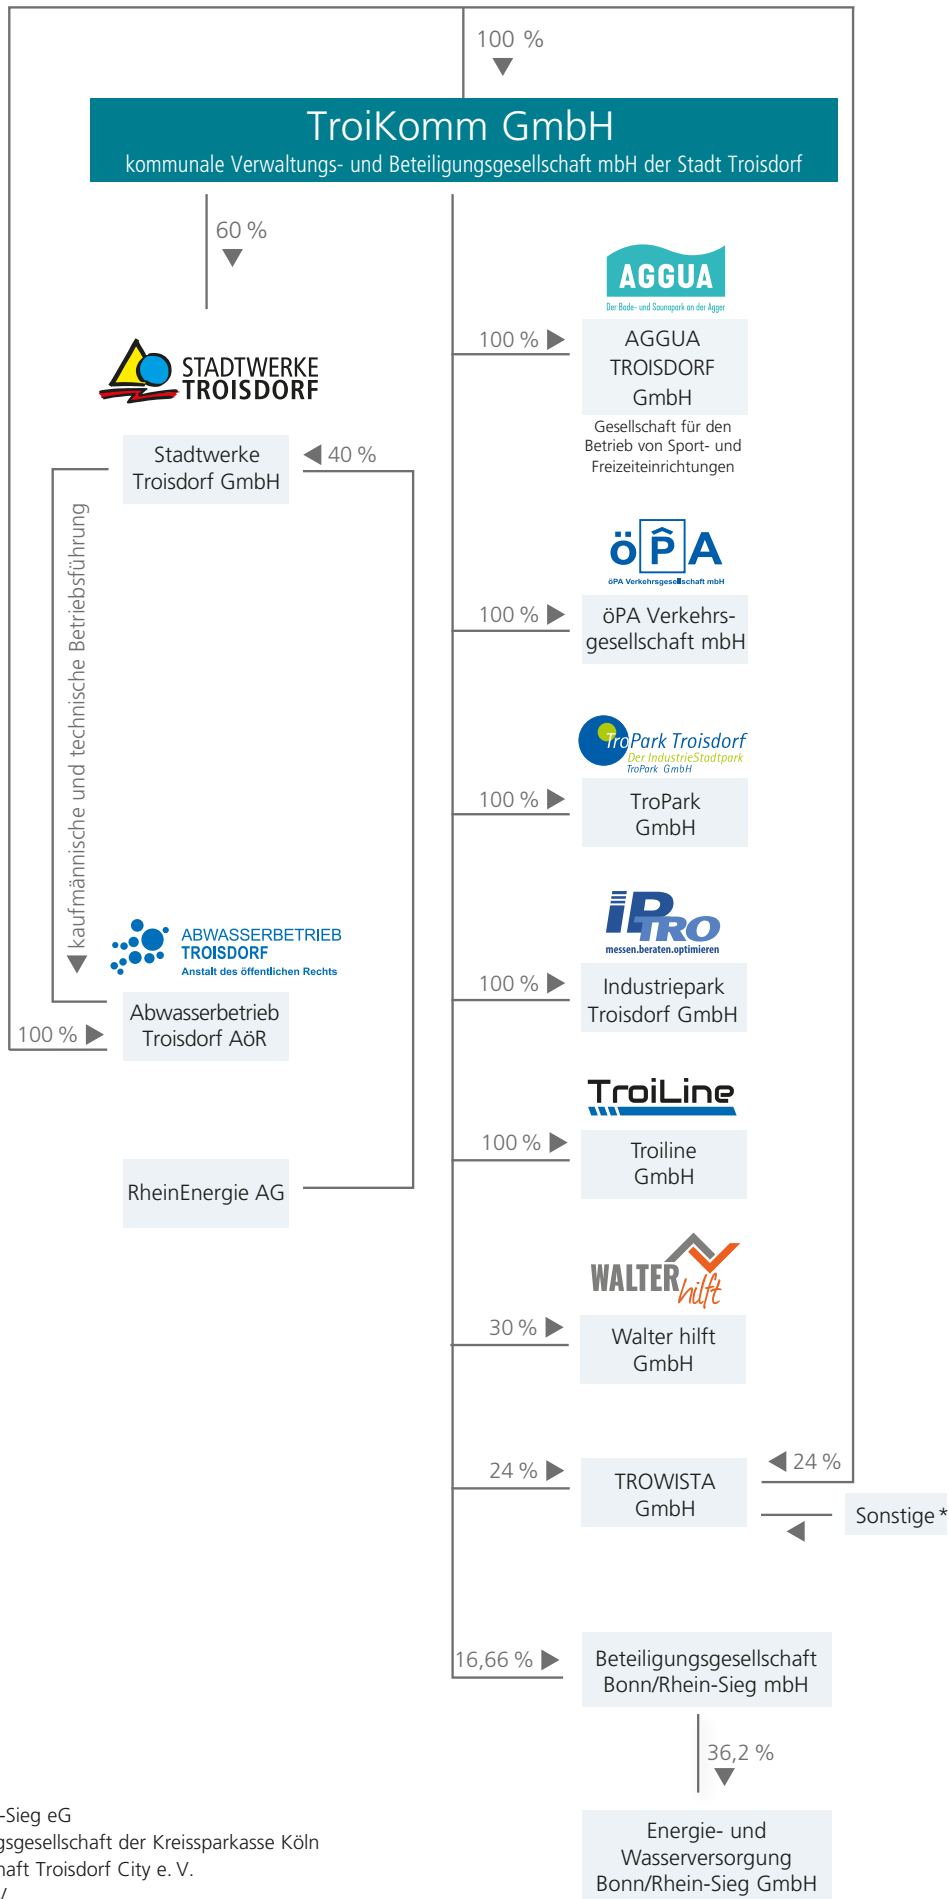 100 %
TroiKomm GmbH
kommunale Verwaltungs- und Beteiligungsgesellschaft mbH der Stadt Troisdorf
60 %
STADTWERKE
TROISDORF
Stadtwerke
Troisdorf GmbH
40 %
kaufmännische und technische Betriebsführung
ABWASSERBETRIEB
TROISDORF
Anstalt des öffentlichen Rechts
100 %
Abwasserbetrieb
Troisdorf AöR
RheinEnergie AG
AGGUA
Der Bade- und Saunapark an der Agger
100 %
AGGUA
TROISDORF
GmbH
Gesellschaft für den
Betrieb von Sport- und
Freizeiteinrichtungen
öPA
öPA Verkehrsgesellschaft mbH
100 %
öPA Verkehrs-
gesellschaft mbH
TroPark Troisdorf
Der IndustrieStadtpark
TroPark GmbH
100 %
TroPark
GmbH
iPTRO
messen.beraten.optimieren
100 %
Industriepark
Troisdorf GmbH
TroiLine
100 %
Troiline
GmbH
WALTER
hilft
30 %
Walter hilft
GmbH
24 %
TROWISTA
GmbH
24 %
Sonstige *
16,66 %
Beteiligungsgesellschaft
Bonn/Rhein-Sieg mbH
36,2 %
Energie- und
Wasserversorgung
Bonn/Rhein-Sieg GmbH
-Sieg eG
gsgesellschaft der Kreissparkasse Köln
haft Troisdorf City e. V.